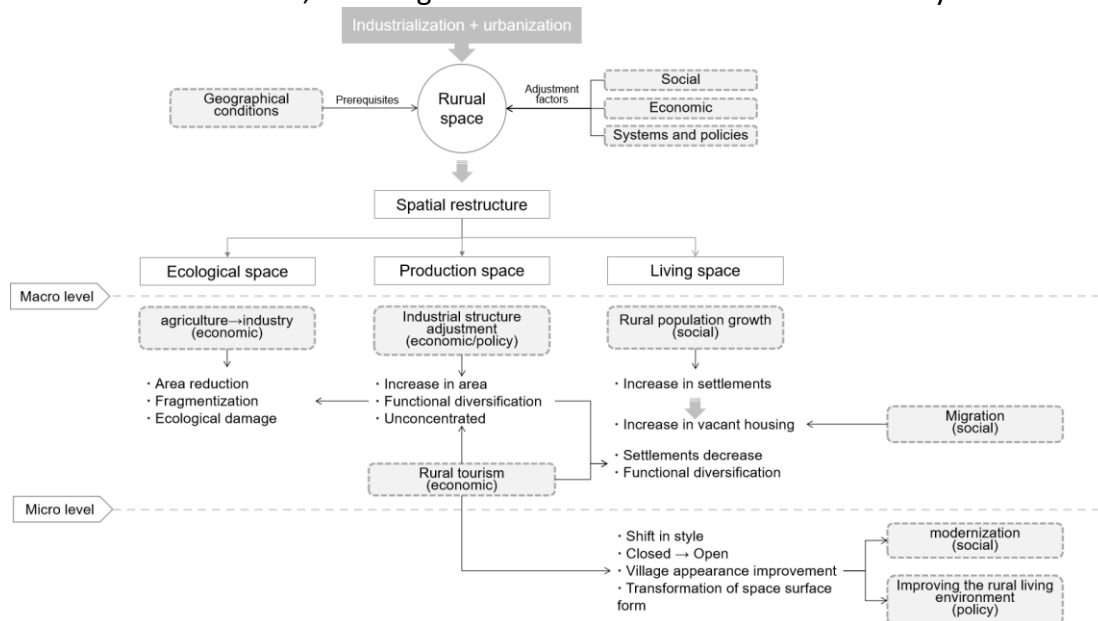 Industrialization + urbanization
Geographical
conditions
Prerequisites
Rurual
space
Adjustment
factors
Social
Economic
Systems and policies
Spatial restructure
Ecological space
Production space
Living space
Macro level
agriculture→industry
(economic)
Industrial structure
adjustment
(economic/policy)
Rural population growth
(social)
· Area reduction
· Fragmentization
· Ecological damage
· Increase in area
· Functional diversification
· Unconcentrated
· Increase in settlements
· Increase in vacant housing
Migration
(social)
· Settlements decrease
· Functional diversification
Rural tourism
(economic)
Micro level
· Shift in style
· Closed → Open
· Village appearance improvement
· Transformation of space surface
form
modernization
(social)
Improving the rural living
environment
(policy)